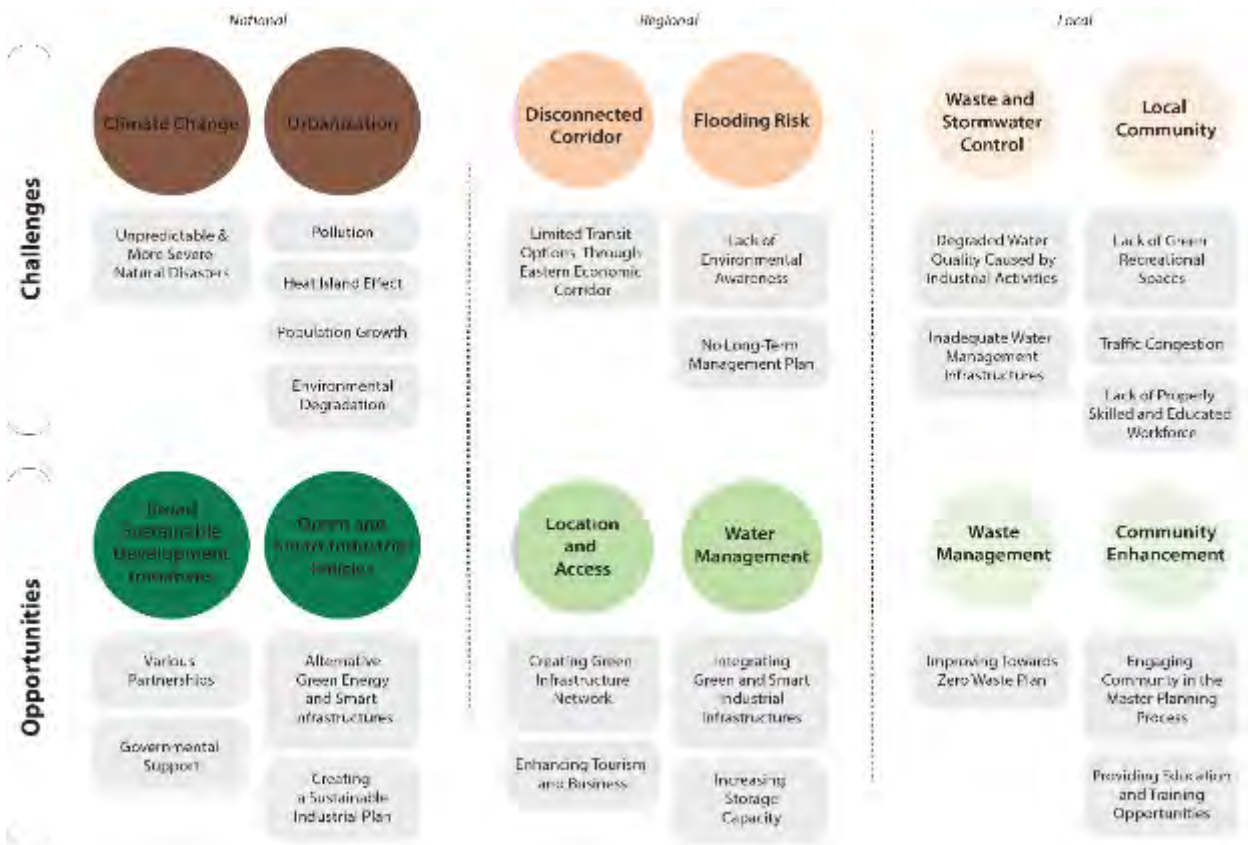 National
Regional
Local
Challenges
Climate Change
Urbanization
Disconnected
Corridor
Flooding Risk
Waste and
Stormwater
Control
Local
Community
Unpredictable &
More Severe
Natural Disasters
Pollution
Heat Island Effect
Population Growth
Environmental
Degradation
Limited Transit
Options Through
Eastern Economic
Corridor
Lack of
Environmental
Awareness
No Long-Term
Management Plan
Degraded Water
Quality Caused by
Industrial Activities
Inadequate Water
Management
Infrastructures
Lack of Green
Recreational
Spaces
Traffic Congestion
Lack of Properly
Skilled and Educated
Workforce
Opportunities
Sustainable
Development
Green and
Smart Industrial
Location
and
Access
Water
Management
Waste
Management
Community
Enhancement
Various
Partnerships
Governmental
Support
Alternative
Green Energy
and Smart
Infrastructures
Creating
a Sustainable
Industrial Plan
Creating Green
Infrastructure
Network
Enhancing Tourism
and Business
Integrating
Green and Smart
Industrial
Infrastructures
Increasing
Storage
Capacity
Improving Towards
Zero Waste Plan
Engaging
Community in the
Master Planning
Process
Providing Education
and Training
Opportunities